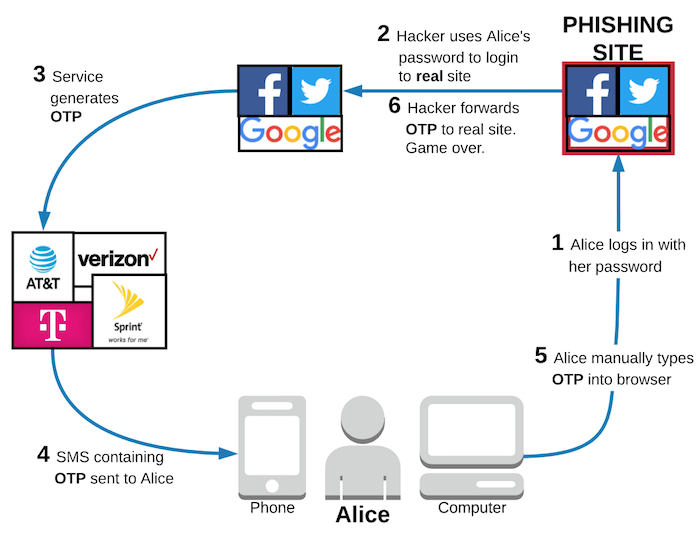 PHISHING
SITE
2 Hacker uses Alice's
password to login
to real site
3 Service
generates
OTP
6 Hacker forwards
OTP to real site.
Game over.
f
Google
f
Google
1 Alice logs in with
her password
AT&T
verizon✓
T
Sprint
works for me
5 Alice manually types
OTP into browser
4 SMS containing
OTP sent to Alice
Phone
Alice
Computer